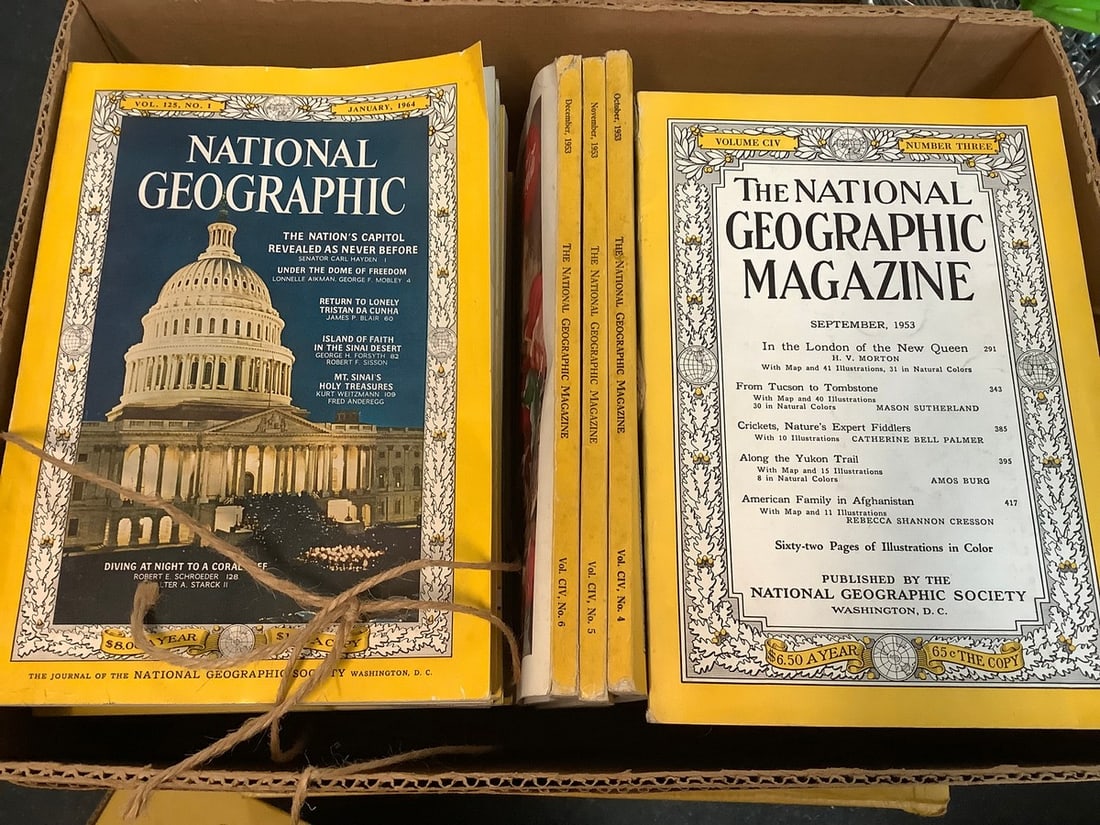 VOL. 125, NO. 1
JANUARY, 1964
NATIONAL
GEOGRAPHIC
THE NATION'S CAPITOL
REVEALED AS NEVER BEFORE
SENATOR CARL HAYDEN 1
UNDER THE DOME OF FREEDOM
LONNELLE AIKMAN, GEORGE F. MOBLEY 4
RETURN TO LONELY
TRISTAN DA CUNHA
JAMES P. BLAIR 60
ISLAND OF FAITH
IN THE SINAI DESERT
GEORGE H. FORSYTH 82
ROBERT F. SISSON
MT. SINAI'S
HOLY TREASURES
KURT WEITZMANN 109
FRED ANDEREGG
DIVING AT NIGHT TO A CORAL
ROBERT E. SCHROEDER 128
WALTER A. STARCK II
A YEAR
COPY
THE JOURNAL OF THE NATIONAL GEOGRAPHIC SOCIETY WASHINGTON, D. C.
December, 1953
THE NATIONAL GEOGRAPHIC MAGAZINE
Vol. CIV, No. 6
November, 1953
THE NATIONAL GEOGRAPHIC MAGAZINE
Vol. CIV, No. 5
October, 1953
THE NATIONAL GEOGRAPHIC MAGAZINE
Vol. CIV, No. 4
VOLUME CIV
NUMBER THREE
THE NATIONAL
GEOGRAPHIC
MAGAZINE
SEPTEMBER, 1953
In the London of the New Queen 291
H. V. MORTON
With Map and 41 Illustrations, 31 in Natural Colors
From Tucson to Tombstone 343
With Map and 40 Illustrations
30 in Natural Colors MASON SUTHERLAND
Crickets, Nature's Expert Fiddlers 385
With 10 Illustrations CATHERINE BELL PALMER
Along the Yukon Trail 395
With Map and 15 Illustrations
8 in Natural Colors AMOS BURG
American Family in Afghanistan 417
With Map and 11 Illustrations
REBECCA SHANNON CRESSON
Sixty-two Pages of Illustrations in Color
PUBLISHED BY THE
NATIONAL GEOGRAPHIC SOCIETY
WASHINGTON, D. C.
$6.50 A YEAR
65¢ THE COPY